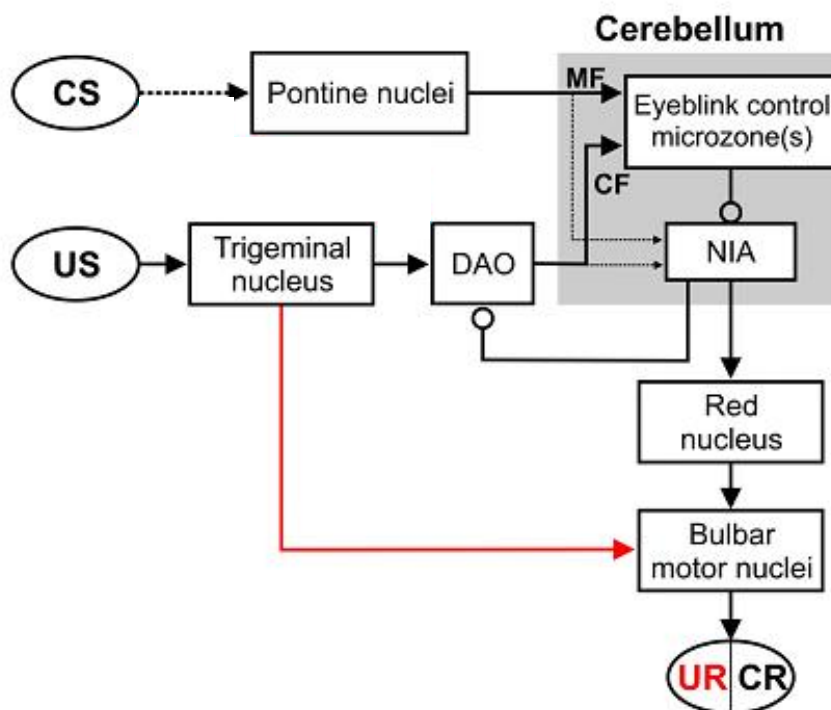 Cerebellum
CS
Pontine nuclei
MF
Eyeblink control
microzone(s)
CF
US
Trigeminal
nucleus
DAO
NIA
Red
nucleus
Bulbar
motor nuclei
UR CR